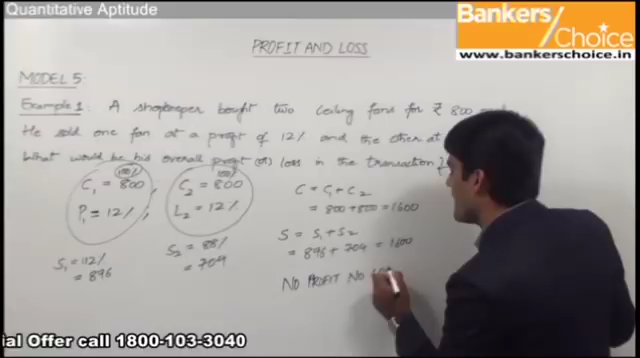 Quantitative Aptitude
Bankers
Choice
www.bankerschoice.in
PROFIT AND LOSS
MODEL 5:
Example 1: A shopkeeper bought two ceiling fans for ₹ 800
He sold one fan at a profit of 12% and the other at
What would be his overall profit (or) loss in the transaction
100%
C₁ = 800
P₁ = 12%,
100%
C₂ = 800
L₂ = 12%
S₁ = 112%
= 896
S₂ = 88%
= 704
C = C₁ + C₂
= 800 + 800 = 1600
S = S₁ + S₂
= 896 + 704 = 1600
NO PROFIT NO
ial Offer call 1800-103-3040